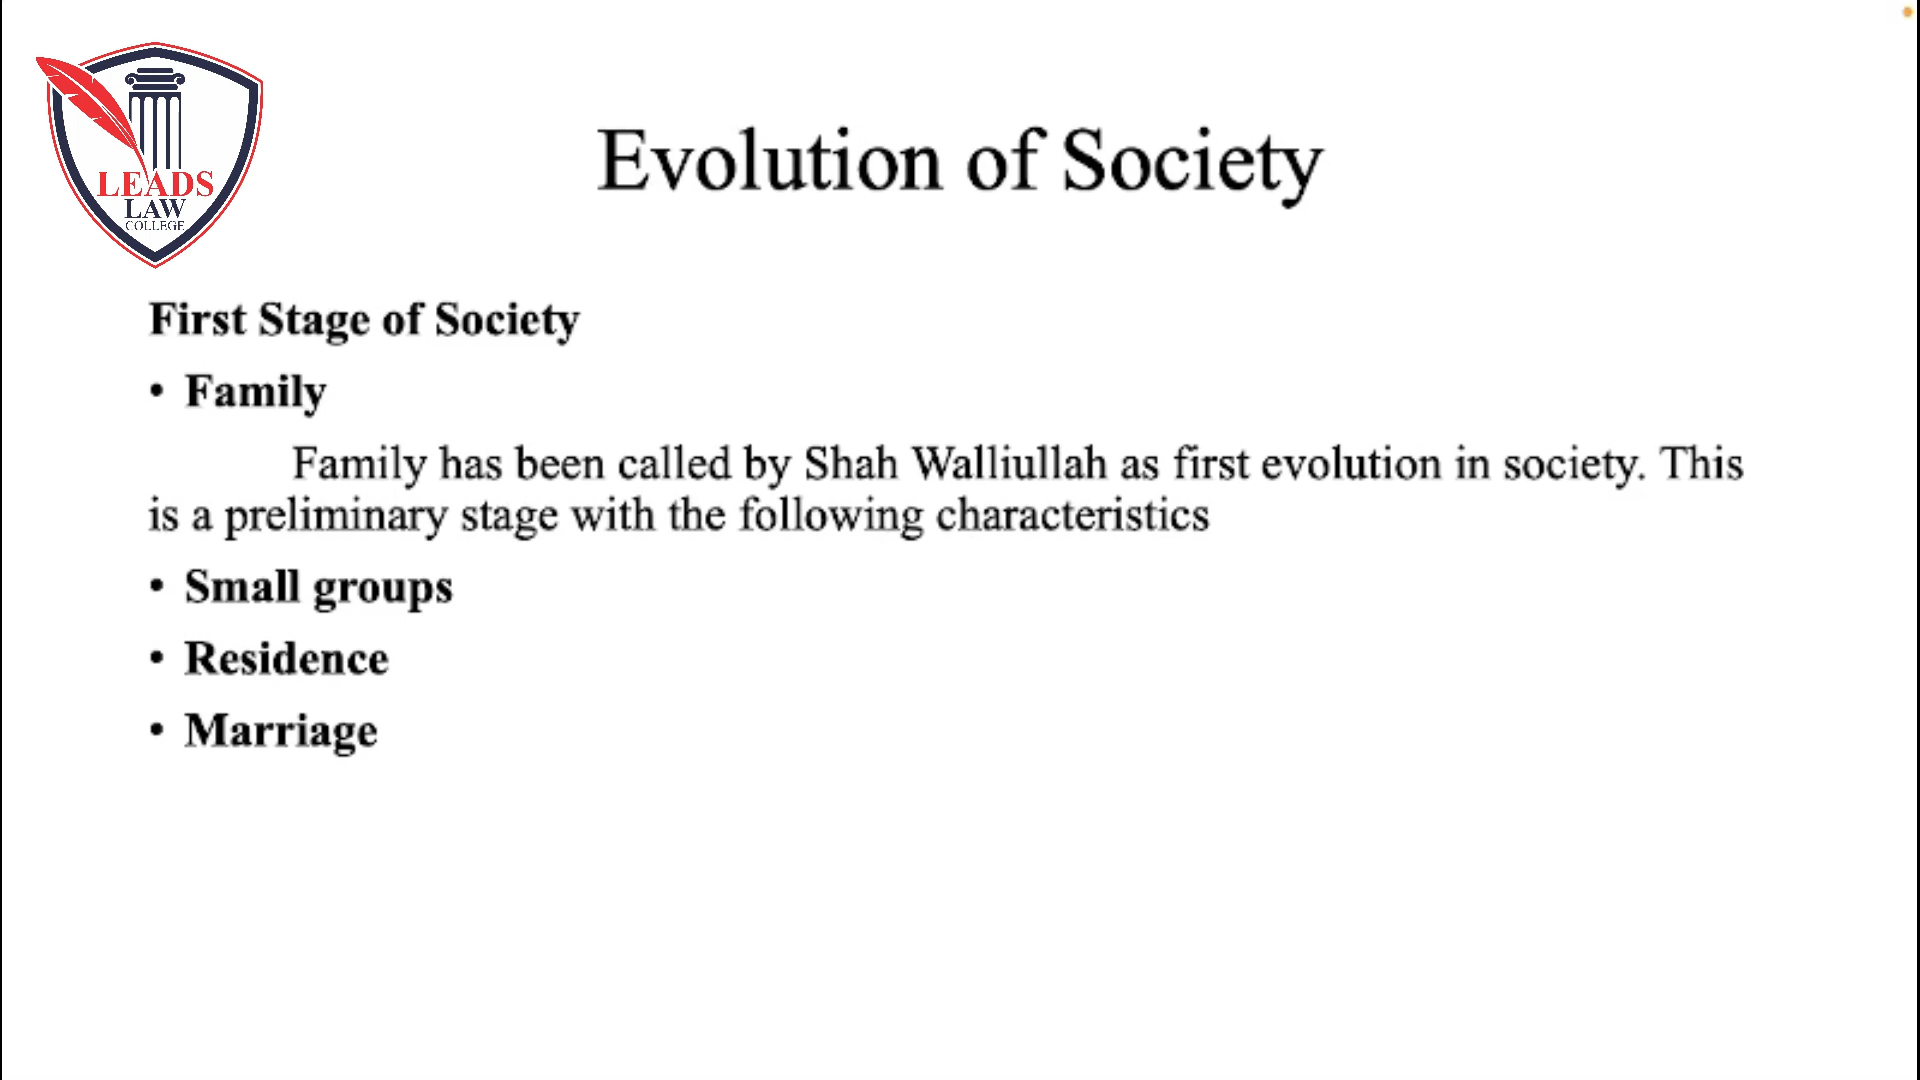 LEADS
LAW
COLLEGE
Evolution of Society
First Stage of Society
• Family
Family has been called by Shah Walliullah as first evolution in society. This
is a preliminary stage with the following characteristics
• Small groups
• Residence
• Marriage